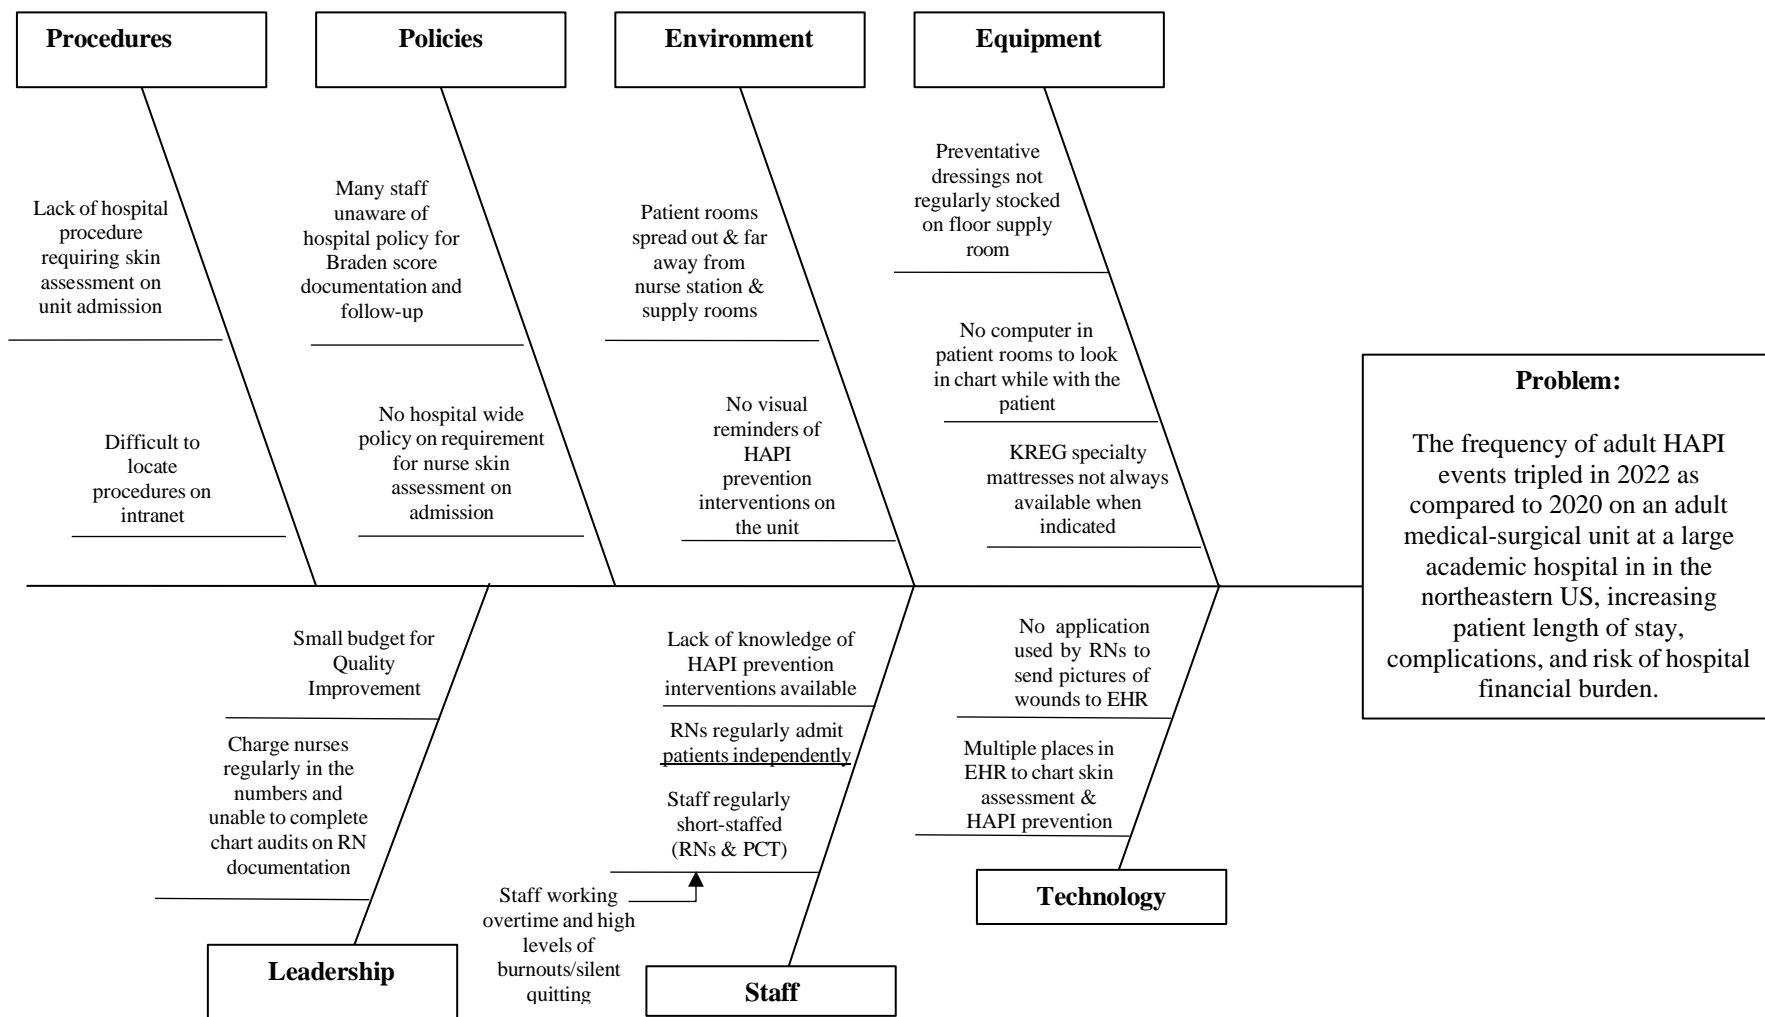 Procedures
Policies
Environment
Equipment
Lack of hospital
procedure
requiring skin
assessment on
unit admission
Difficult to
locate
procedures on
intranet
Many staff
unaware of
hospital policy for
Braden score
documentation and
follow-up
No hospital wide
policy on requirement
for nurse skin
assessment on
admission
Patient rooms
spread out & far
away from
nurse station &
supply rooms
No visual
reminders of
HAPI
prevention
interventions on
the unit
Preventative
dressings not
regularly stocked
on floor supply
room
No computer in
patient rooms to look
in chart while with the
patient
KREG specialty
mattresses not always
available when
indicated
Problem:
The frequency of adult HAPI
events tripled in 2022 as
compared to 2020 on an adult
medical-surgical unit at a large
academic hospital in in the
northeastern US, increasing
patient length of stay,
complications, and risk of hospital
financial burden.
Small budget for
Quality
Improvement
Charge nurses
regularly in the
numbers and
unable to complete
chart audits on RN
documentation
Leadership
Lack of knowledge of
HAPI prevention
interventions available
RNs regularly admit
patients independently
Staff regularly
short-staffed
(RNs & PCT)
Staff working
overtime and high
levels of
burnouts/silent
quitting
Staff
No application
used by RNs to
send pictures of
wounds to EHR
Multiple places in
EHR to chart skin
assessment &
HAPI prevention
Technology